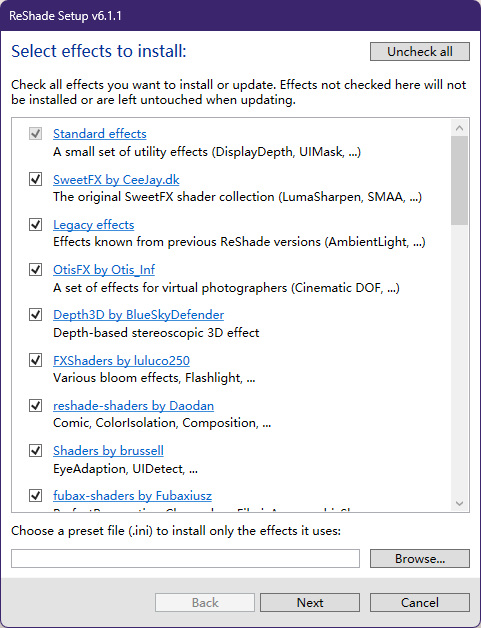 ReShade Setup v6.1.1
Select effects to install:
Uncheck all
Check all effects you want to install or update. Effects not checked here will not
be installed or are left untouched when updating.
Standard effects
A small set of utility effects (DisplayDepth, UIMask, ...)
SweetFX by CeeJay.dk
The original SweetFX shader collection (LumaSharpen, SMAA, ...)
Legacy effects
Effects known from previous ReShade versions (AmbientLight, ...)
OtisFX by Otis_Inf
A set of effects for virtual photographers (Cinematic DOF, ...)
Depth3D by BlueSkyDefender
Depth-based stereoscopic 3D effect
FXShaders by luluco250
Various bloom effects, Flashlight, ...
reshade-shaders by Daodan
Comic, ColorIsolation, Composition, ...
Shaders by brussell
EyeAdaption, UIDetect, ...
fubax-shaders by Fubaxiusz
Choose a preset file (.ini) to install only the effects it uses:
Browse...
Back
Next
Cancel